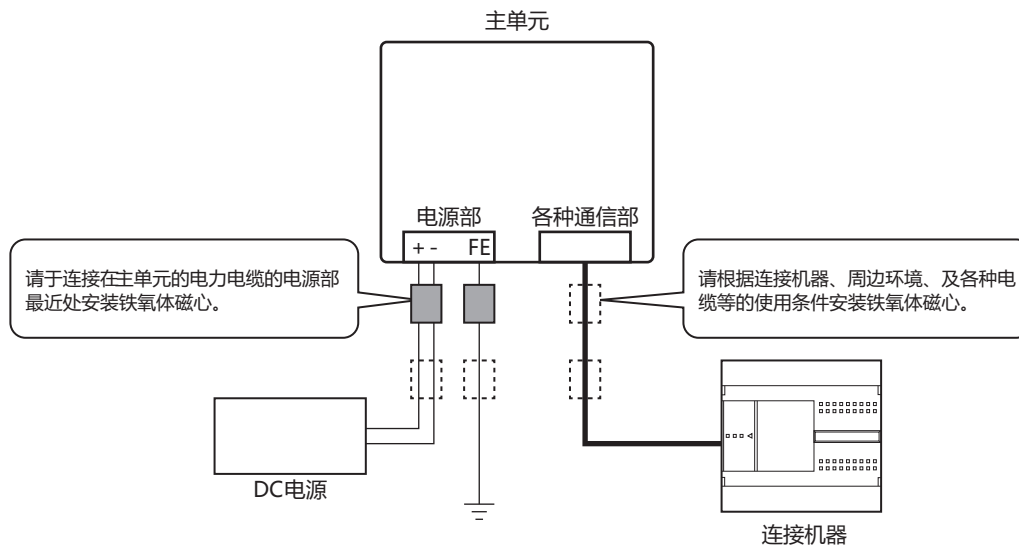 主单元
电源部
各种通信部
+ -
FE
请于连接在主单元的电力电缆的电源部
最近处安装铁氧体磁心。
请根据连接机器、周边环境、及各种电
缆等的使用条件安装铁氧体磁心。
DC电源
连接机器